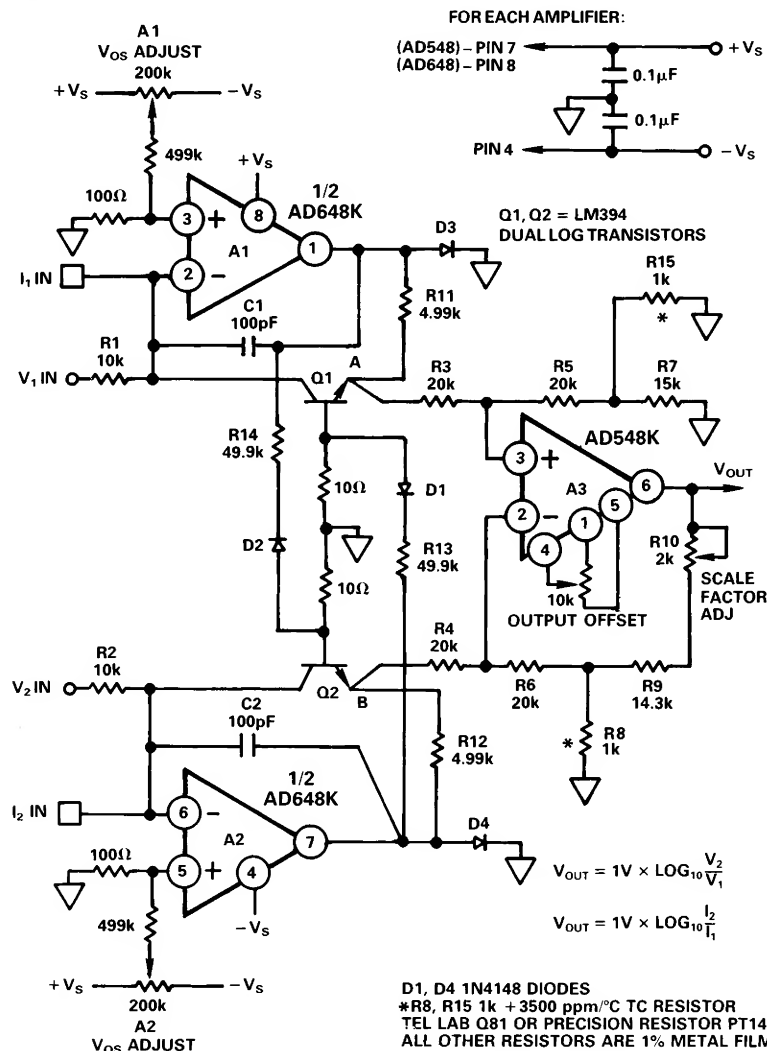 FOR EACH AMPLIFIER:
(AD548) – PIN 7
+VS
(AD648) – PIN 8
0.1µF
0.1µF
PIN 4
–VS
A1
VOS ADJUST
200k
+VS
–VS
499k
+VS
100Ω
1/2
AD648K
3
+
8
A1
1
2
–
I1 IN
D3
Q1, Q2 = LM394
DUAL LOG TRANSISTORS
R15
1k
*
R11
4.99k
C1
100pF
R1
10k
V1 IN
A
Q1
R3
20k
R5
20k
R7
15k
AD548K
R14
49.9k
10Ω
D1
3
+
6
VOUT
A3
5
2
–
1
4
R10
2k
SCALE
FACTOR
ADJ
10k
OUTPUT OFFSET
D2
10Ω
R13
49.9k
R2
10k
V2 IN
Q2
B
R4
20k
R6
20k
R9
14.3k
C2
100pF
R12
4.99k
*
R8
1k
1/2
AD648K
I2 IN
6
–
A2
7
D4
100Ω
5
+
4
–VS
499k
+VS
–VS
200k
A2
VOS ADJUST
VOUT = 1V × LOG10 V2/V1
VOUT = 1V × LOG10 I2/I1
D1, D4 1N4148 DIODES
*R8, R15 1k +3500 ppm/°C TC RESISTOR
TEL LAB Q81 OR PRECISION RESISTOR PT14
ALL OTHER RESISTORS ARE 1% METAL FILM